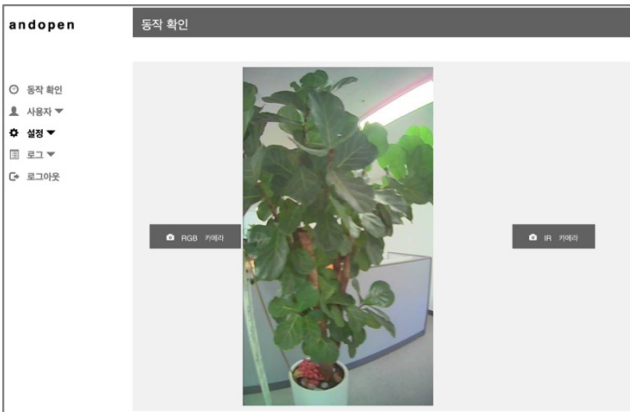 andopen
동작 확인
동작 확인
사용자
설정
로그
로그아웃
RGB 카메라
IR 카메라